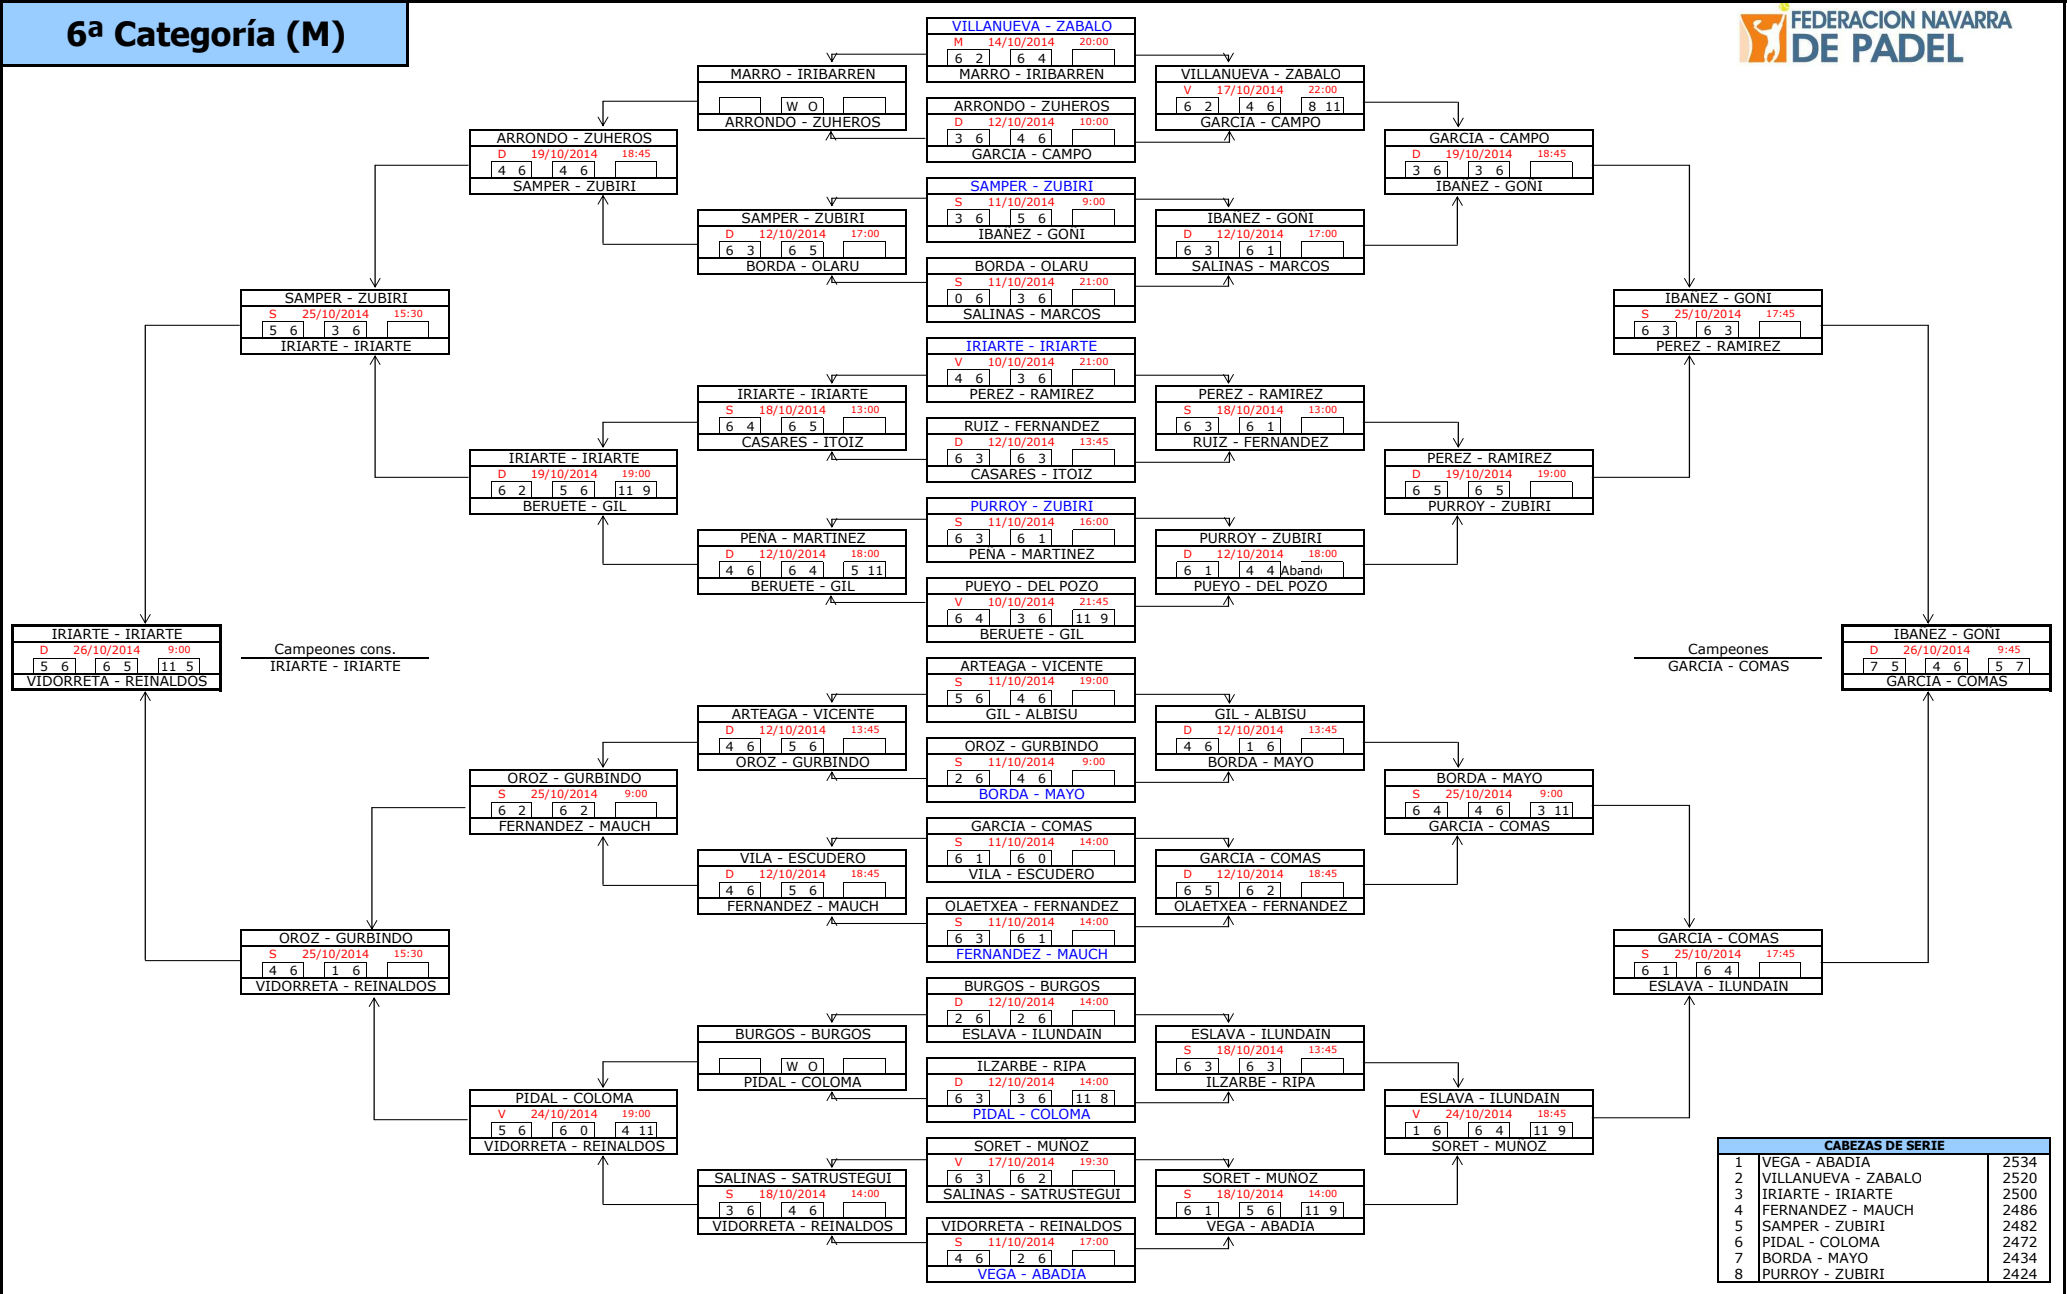 6ª Categoría (M)
FEDERACION NAVARRA
DE PADEL
VILLANUEVA - ZABALO
M 14/10/2014 20:00
6 2 6 4
MARRO - IRIBARREN
ARRONDO - ZUHEROS
D 12/10/2014 10:00
3 6 4 6
GARCIA - CAMPO
SAMPER - ZUBIRI
S 11/10/2014 9:00
3 6 5 6
IBAÑEZ - GOÑI
BORDA - OLARU
S 11/10/2014 21:00
0 6 3 6
SALINAS - MARCOS
IRIARTE - IRIARTE
V 10/10/2014 21:00
4 6 3 6
PEREZ - RAMIREZ
RUIZ - FERNANDEZ
D 12/10/2014 13:45
6 3 6 3
CASARES - ITOIZ
PURROY - ZUBIRI
S 11/10/2014 16:00
6 3 6 1
PEÑA - MARTINEZ
PUEYO - DEL POZO
V 10/10/2014 21:45
6 4 3 6 11 9
BERUETE - GIL
ARTEAGA - VICENTE
S 11/10/2014 19:00
5 6 4 6
GIL - ALBISU
OROZ - GURBINDO
S 11/10/2014 9:00
2 6 4 6
BORDA - MAYO
GARCIA - COMAS
S 11/10/2014 14:00
6 1 6 0
VILA - ESCUDERO
OLAETXEA - FERNANDEZ
S 11/10/2014 14:00
6 3 6 1
FERNANDEZ - MAUCH
BURGOS - BURGOS
D 12/10/2014 14:00
2 6 2 6
ESLAVA - ILUNDAIN
ILZARBE - RIPA
D 12/10/2014 14:00
6 3 3 6 11 8
PIDAL - COLOMA
SORET - MUÑOZ
V 17/10/2014 19:30
6 3 6 2
SALINAS - SATRUSTEGUI
VIDORRETA - REINALDOS
S 11/10/2014 17:00
4 6 2 6
VEGA - ABADIA
MARRO - IRIBARREN
W O
ARRONDO - ZUHEROS
SAMPER - ZUBIRI
D 12/10/2014 17:00
6 3 6 5
BORDA - OLARU
IRIARTE - IRIARTE
S 18/10/2014 13:00
6 4 6 5
CASARES - ITOIZ
PEÑA - MARTINEZ
D 12/10/2014 18:00
4 6 6 4 5 11
BERUETE - GIL
ARTEAGA - VICENTE
D 12/10/2014 13:45
4 6 5 6
OROZ - GURBINDO
VILA - ESCUDERO
D 12/10/2014 18:45
4 6 5 6
FERNANDEZ - MAUCH
BURGOS - BURGOS
W O
PIDAL - COLOMA
SALINAS - SATRUSTEGUI
S 18/10/2014 14:00
3 6 4 6
VIDORRETA - REINALDOS
ARRONDO - ZUHEROS
D 19/10/2014 18:45
4 6 4 6
SAMPER - ZUBIRI
IRIARTE - IRIARTE
D 19/10/2014 19:00
6 2 5 6 11 9
BERUETE - GIL
OROZ - GURBINDO
S 25/10/2014 9:00
6 2 6 2
FERNANDEZ - MAUCH
PIDAL - COLOMA
V 24/10/2014 19:00
5 6 6 0 4 11
VIDORRETA - REINALDOS
SAMPER - ZUBIRI
S 25/10/2014 15:30
5 6 3 6
IRIARTE - IRIARTE
OROZ - GURBINDO
S 25/10/2014 15:30
4 6 1 6
VIDORRETA - REINALDOS
IRIARTE - IRIARTE
D 26/10/2014 9:00
5 6 6 5 11 5
VIDORRETA - REINALDOS
Campeones cons.
IRIARTE - IRIARTE
VILLANUEVA - ZABALO
V 17/10/2014 22:00
6 2 4 6 8 11
GARCIA - CAMPO
IBAÑEZ - GOÑI
D 12/10/2014 17:00
6 3 6 1
SALINAS - MARCOS
PEREZ - RAMIREZ
S 18/10/2014 13:00
6 3 6 1
RUIZ - FERNANDEZ
PURROY - ZUBIRI
D 12/10/2014 18:00
6 1 4 4 Aband
PUEYO - DEL POZO
GIL - ALBISU
D 12/10/2014 13:45
4 6 1 6
BORDA - MAYO
GARCIA - COMAS
D 12/10/2014 18:45
6 5 6 2
OLAETXEA - FERNANDEZ
ESLAVA - ILUNDAIN
S 18/10/2014 13:45
6 3 6 3
ILZARBE - RIPA
SORET - MUÑOZ
S 18/10/2014 14:00
6 1 5 6 11 9
VEGA - ABADIA
GARCIA - CAMPO
D 19/10/2014 18:45
3 6 3 6
IBAÑEZ - GOÑI
PEREZ - RAMIREZ
D 19/10/2014 19:00
6 5 6 5
PURROY - ZUBIRI
BORDA - MAYO
S 25/10/2014 9:00
6 4 4 6 3 11
GARCIA - COMAS
ESLAVA - ILUNDAIN
V 24/10/2014 18:45
1 6 6 4 11 9
SORET - MUÑOZ
IBAÑEZ - GOÑI
S 25/10/2014 17:45
6 3 6 3
PEREZ - RAMIREZ
GARCIA - COMAS
S 25/10/2014 17:45
6 1 6 4
ESLAVA - ILUNDAIN
Campeones
GARCIA - COMAS
IBAÑEZ - GOÑI
D 26/10/2014 9:45
7 5 4 6 5 7
GARCIA - COMAS
CABEZAS DE SERIE
1 VEGA - ABADIA 2534
2 VILLANUEVA - ZABALO 2520
3 IRIARTE - IRIARTE 2500
4 FERNANDEZ - MAUCH 2486
5 SAMPER - ZUBIRI 2482
6 PIDAL - COLOMA 2472
7 BORDA - MAYO 2434
8 PURROY - ZUBIRI 2424